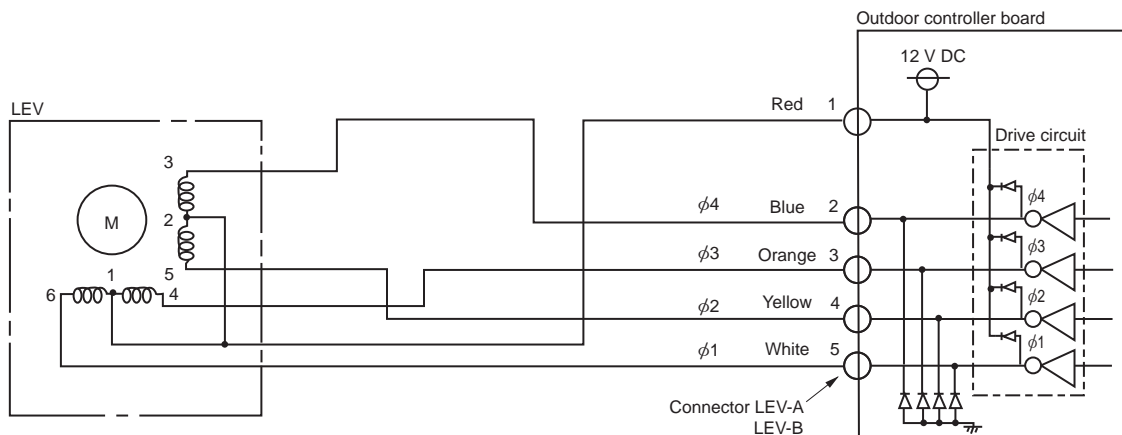 Outdoor controller board
12 V DC
LEV
Red 1
Drive circuit
3
ϕ4
M
2
ϕ4 Blue 2
5
ϕ3 Orange 3
ϕ3
1
6 4
ϕ2 Yellow 4
ϕ2
ϕ1 White 5
ϕ1
Connector LEV-A
LEV-B